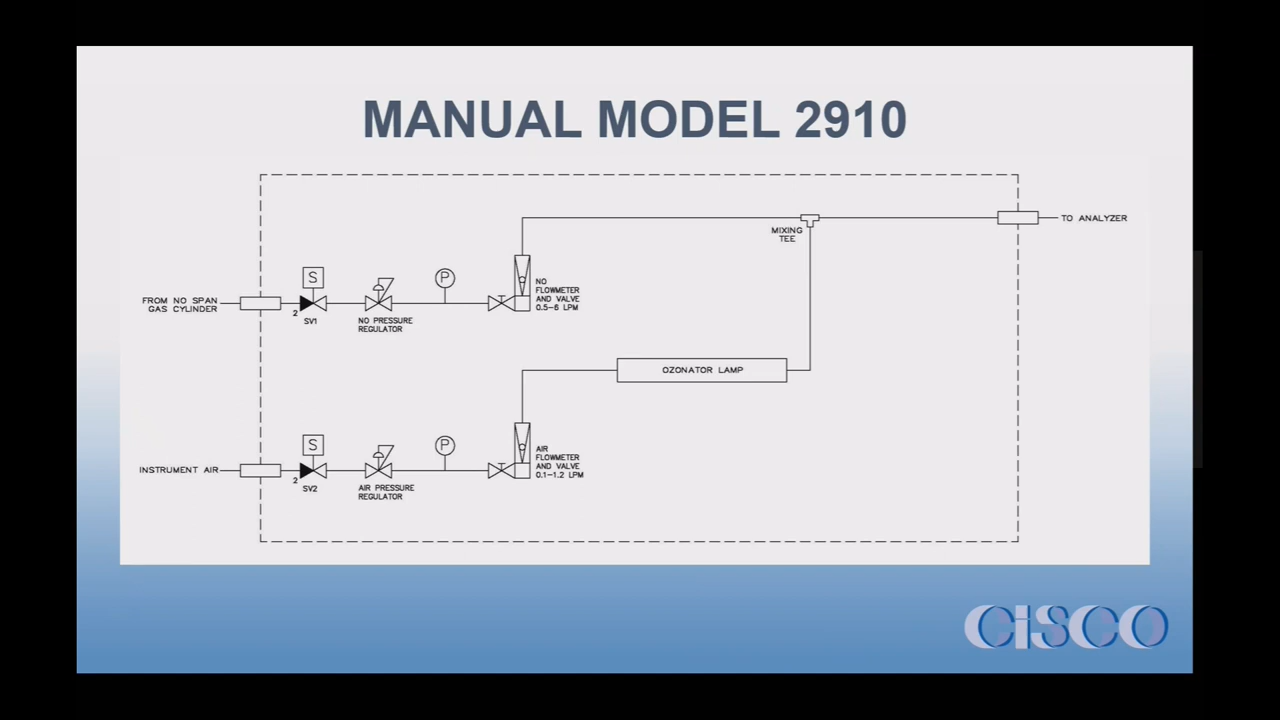 MANUAL MODEL 2910
TO ANALYZER
MIXING
TEE
S
P
NO
FLOWMETER
AND VALVE
0.5-6 LPM
FROM NO SPAN
GAS CYLINDER
2
SV1
NO PRESSURE
REGULATOR
OZONATOR LAMP
S
P
AIR
FLOWMETER
AND VALVE
0.1-1.2 LPM
INSTRUMENT AIR
2
SV2
AIR PRESSURE
REGULATOR
CiSCO